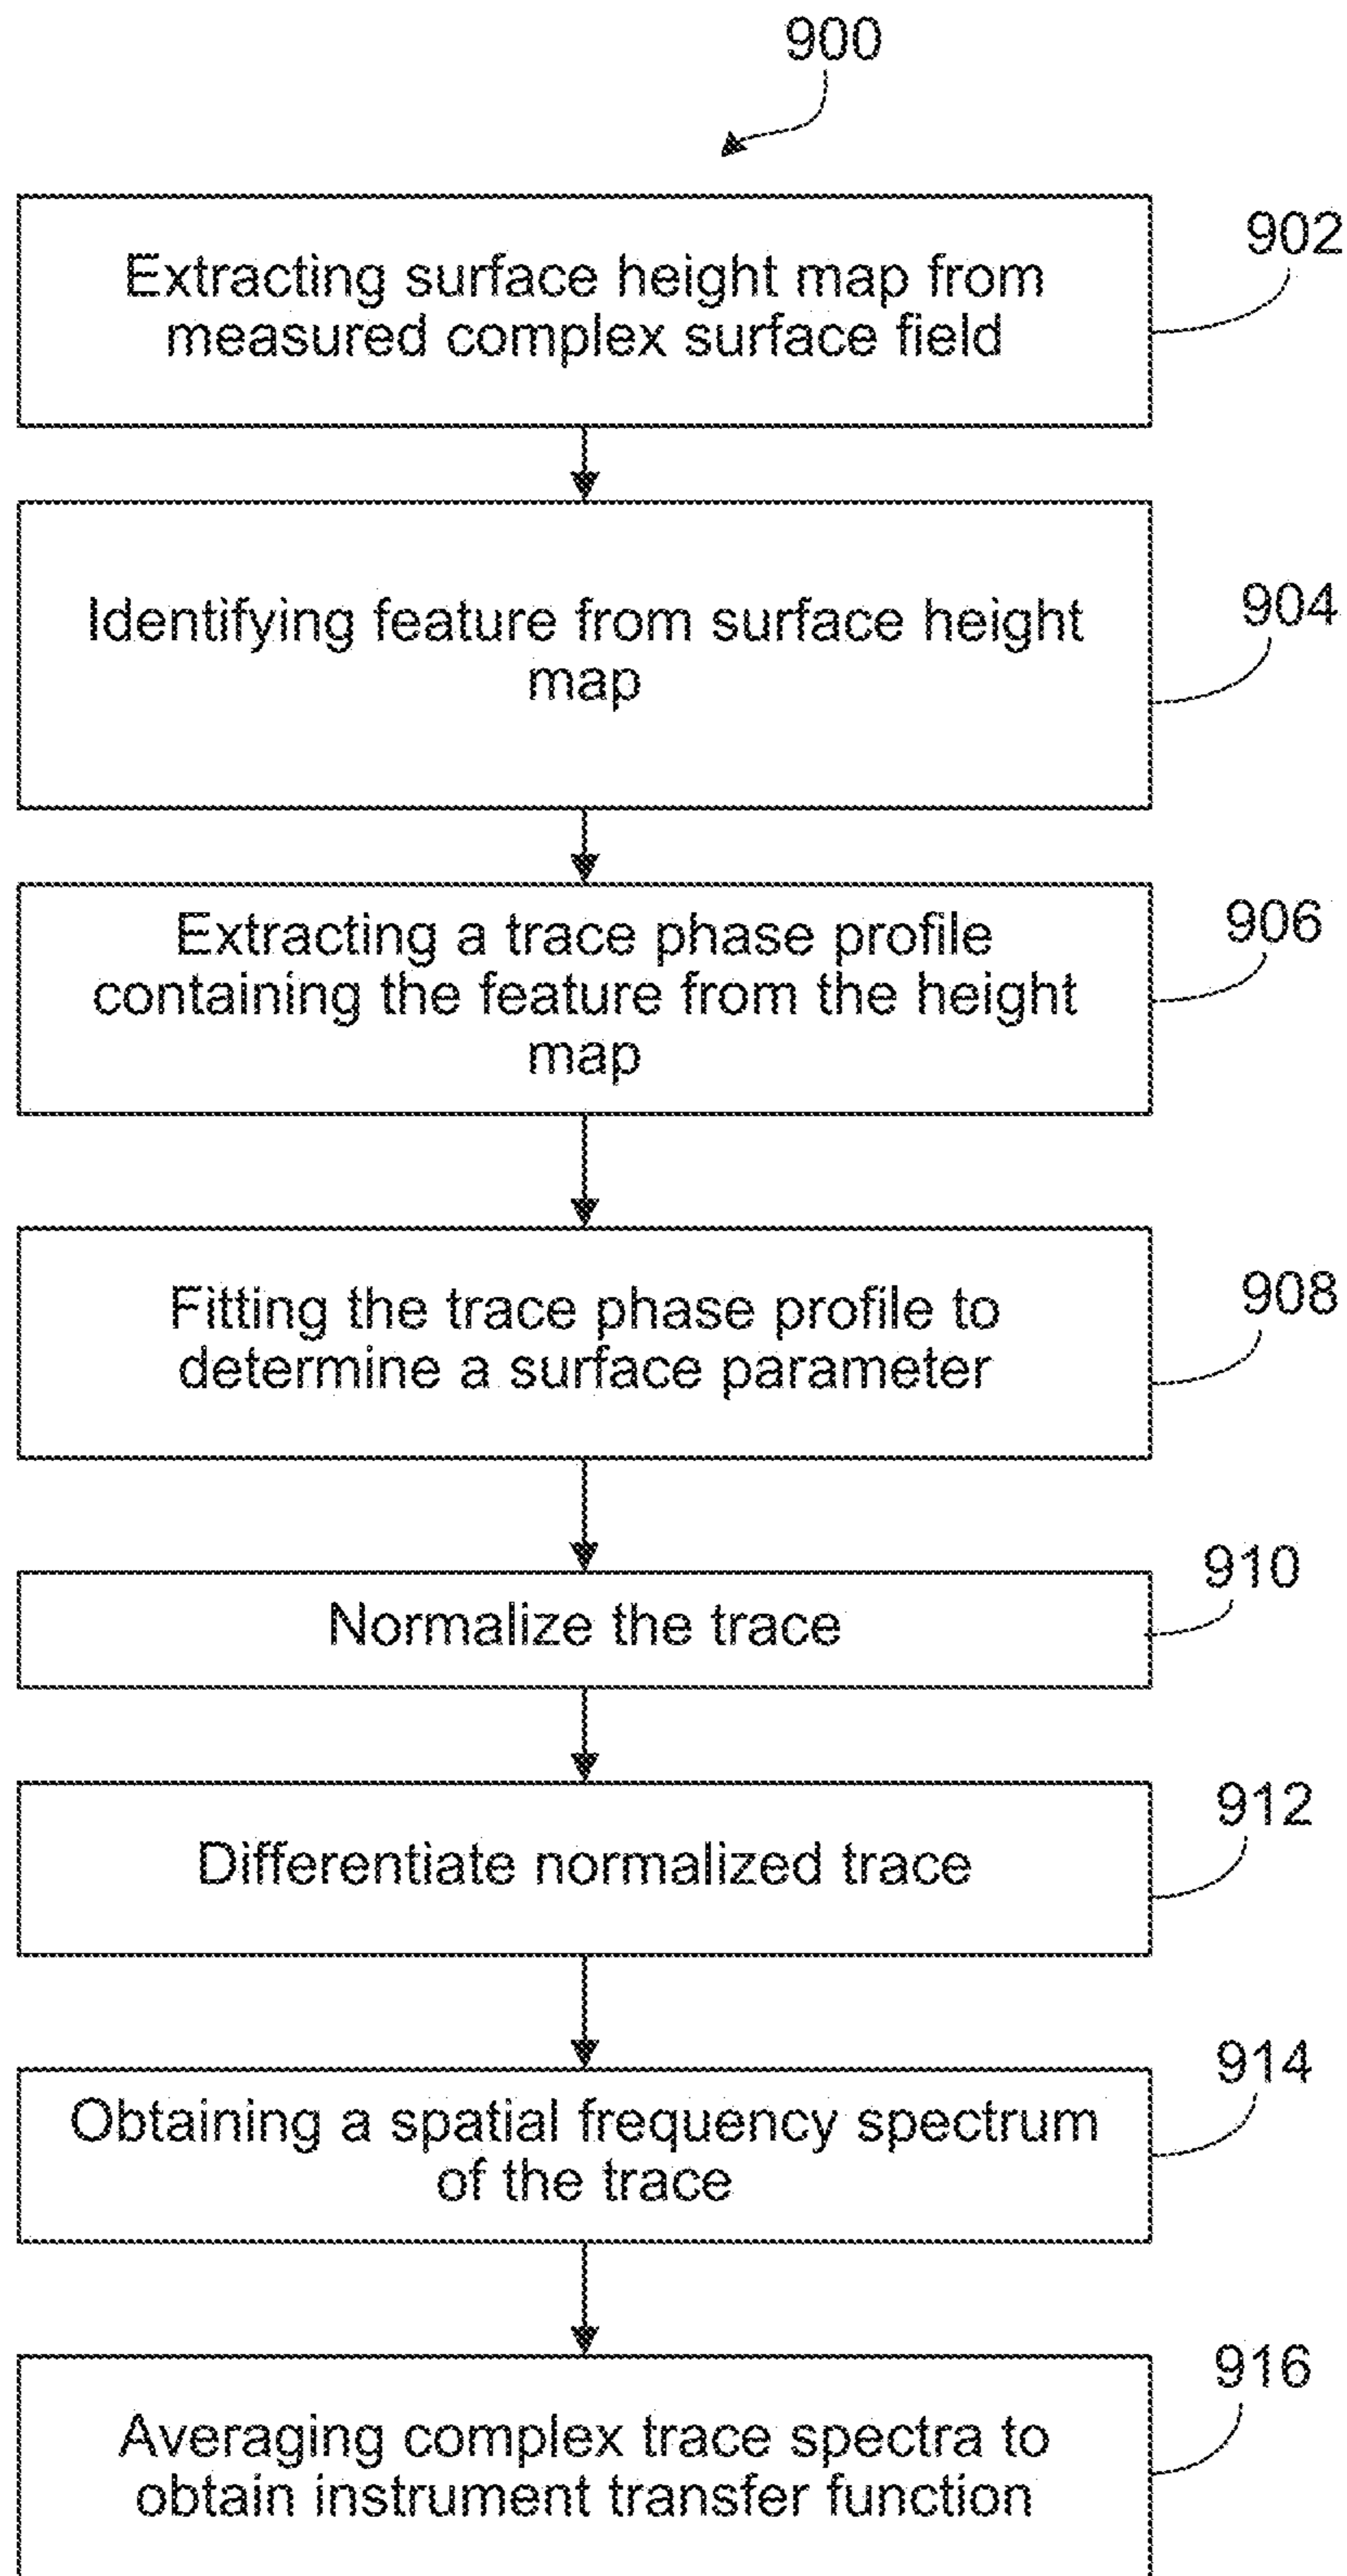 900
Extracting surface height map from
measured complex surface field
902
Identifying feature from surface height
map
904
Extracting a trace phase profile
containing the feature from the height
map
906
Fitting the trace phase profile to
determine a surface parameter
908
Normalize the trace
910
Differentiate normalized trace
912
Obtaining a spatial frequency spectrum
of the trace
914
Averaging complex trace spectra to
obtain instrument transfer function
916